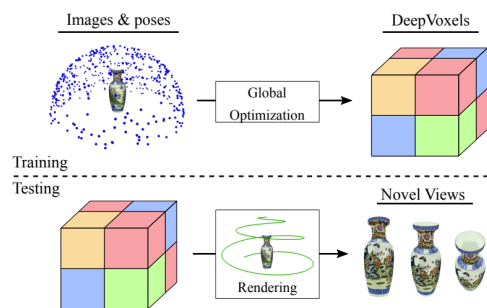 Images & poses
DeepVoxels
Global
Optimization
Training
Testing
Novel Views
Rendering